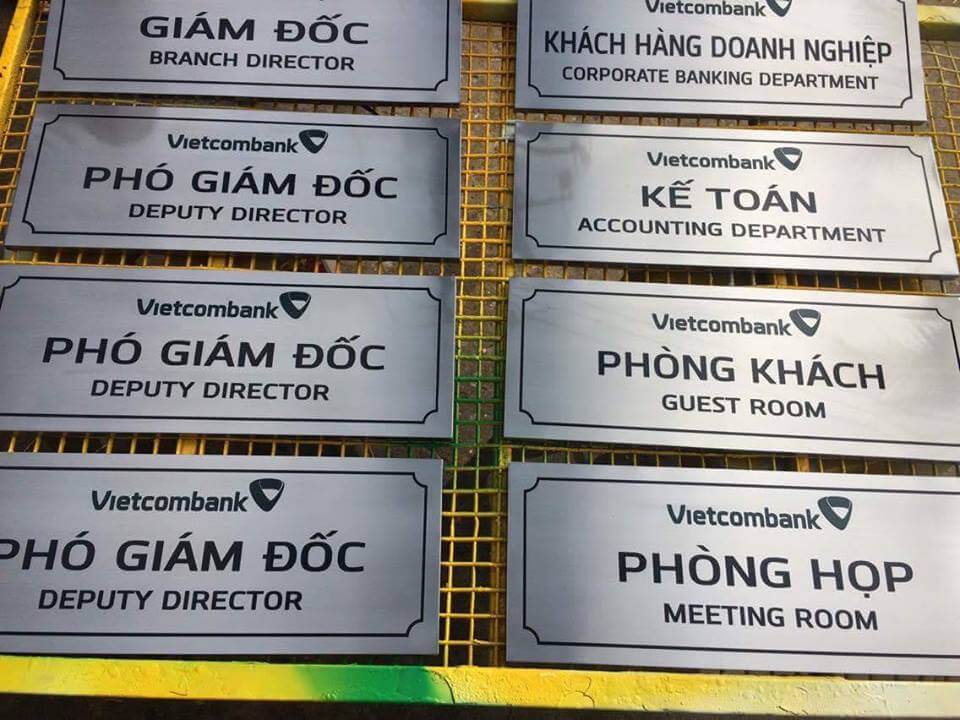 GIÁM ĐỐC
BRANCH DIRECTOR
Vietcombank
PHÓ GIÁM ĐỐC
DEPUTY DIRECTOR
Vietcombank
PHÓ GIÁM ĐỐC
DEPUTY DIRECTOR
Vietcombank
PHÓ GIÁM ĐỐC
DEPUTY DIRECTOR
Vietcombank
KHÁCH HÀNG DOANH NGHIỆP
CORPORATE BANKING DEPARTMENT
Vietcombank
KẾ TOÁN
ACCOUNTING DEPARTMENT
Vietcombank
PHÒNG KHÁCH
GUEST ROOM
Vietcombank
PHÒNG HỌP
MEETING ROOM